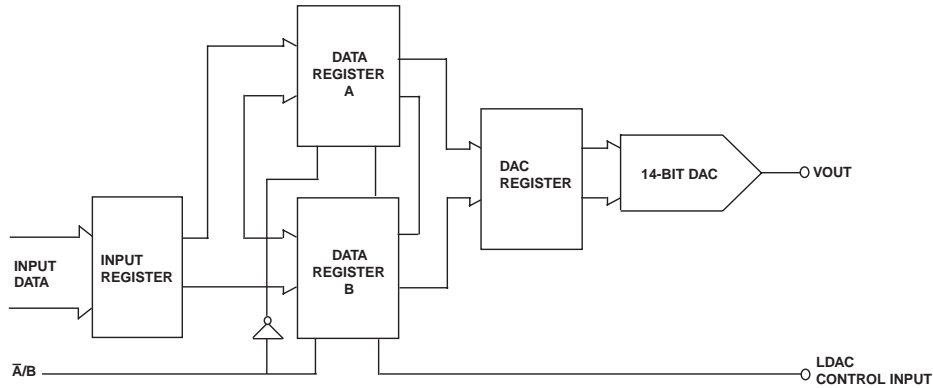 DATA
REGISTER
A
DAC
REGISTER
14-BIT DAC
VOUT
INPUT
DATA
INPUT
REGISTER
DATA
REGISTER
B
A̅/B
LDAC
CONTROL INPUT